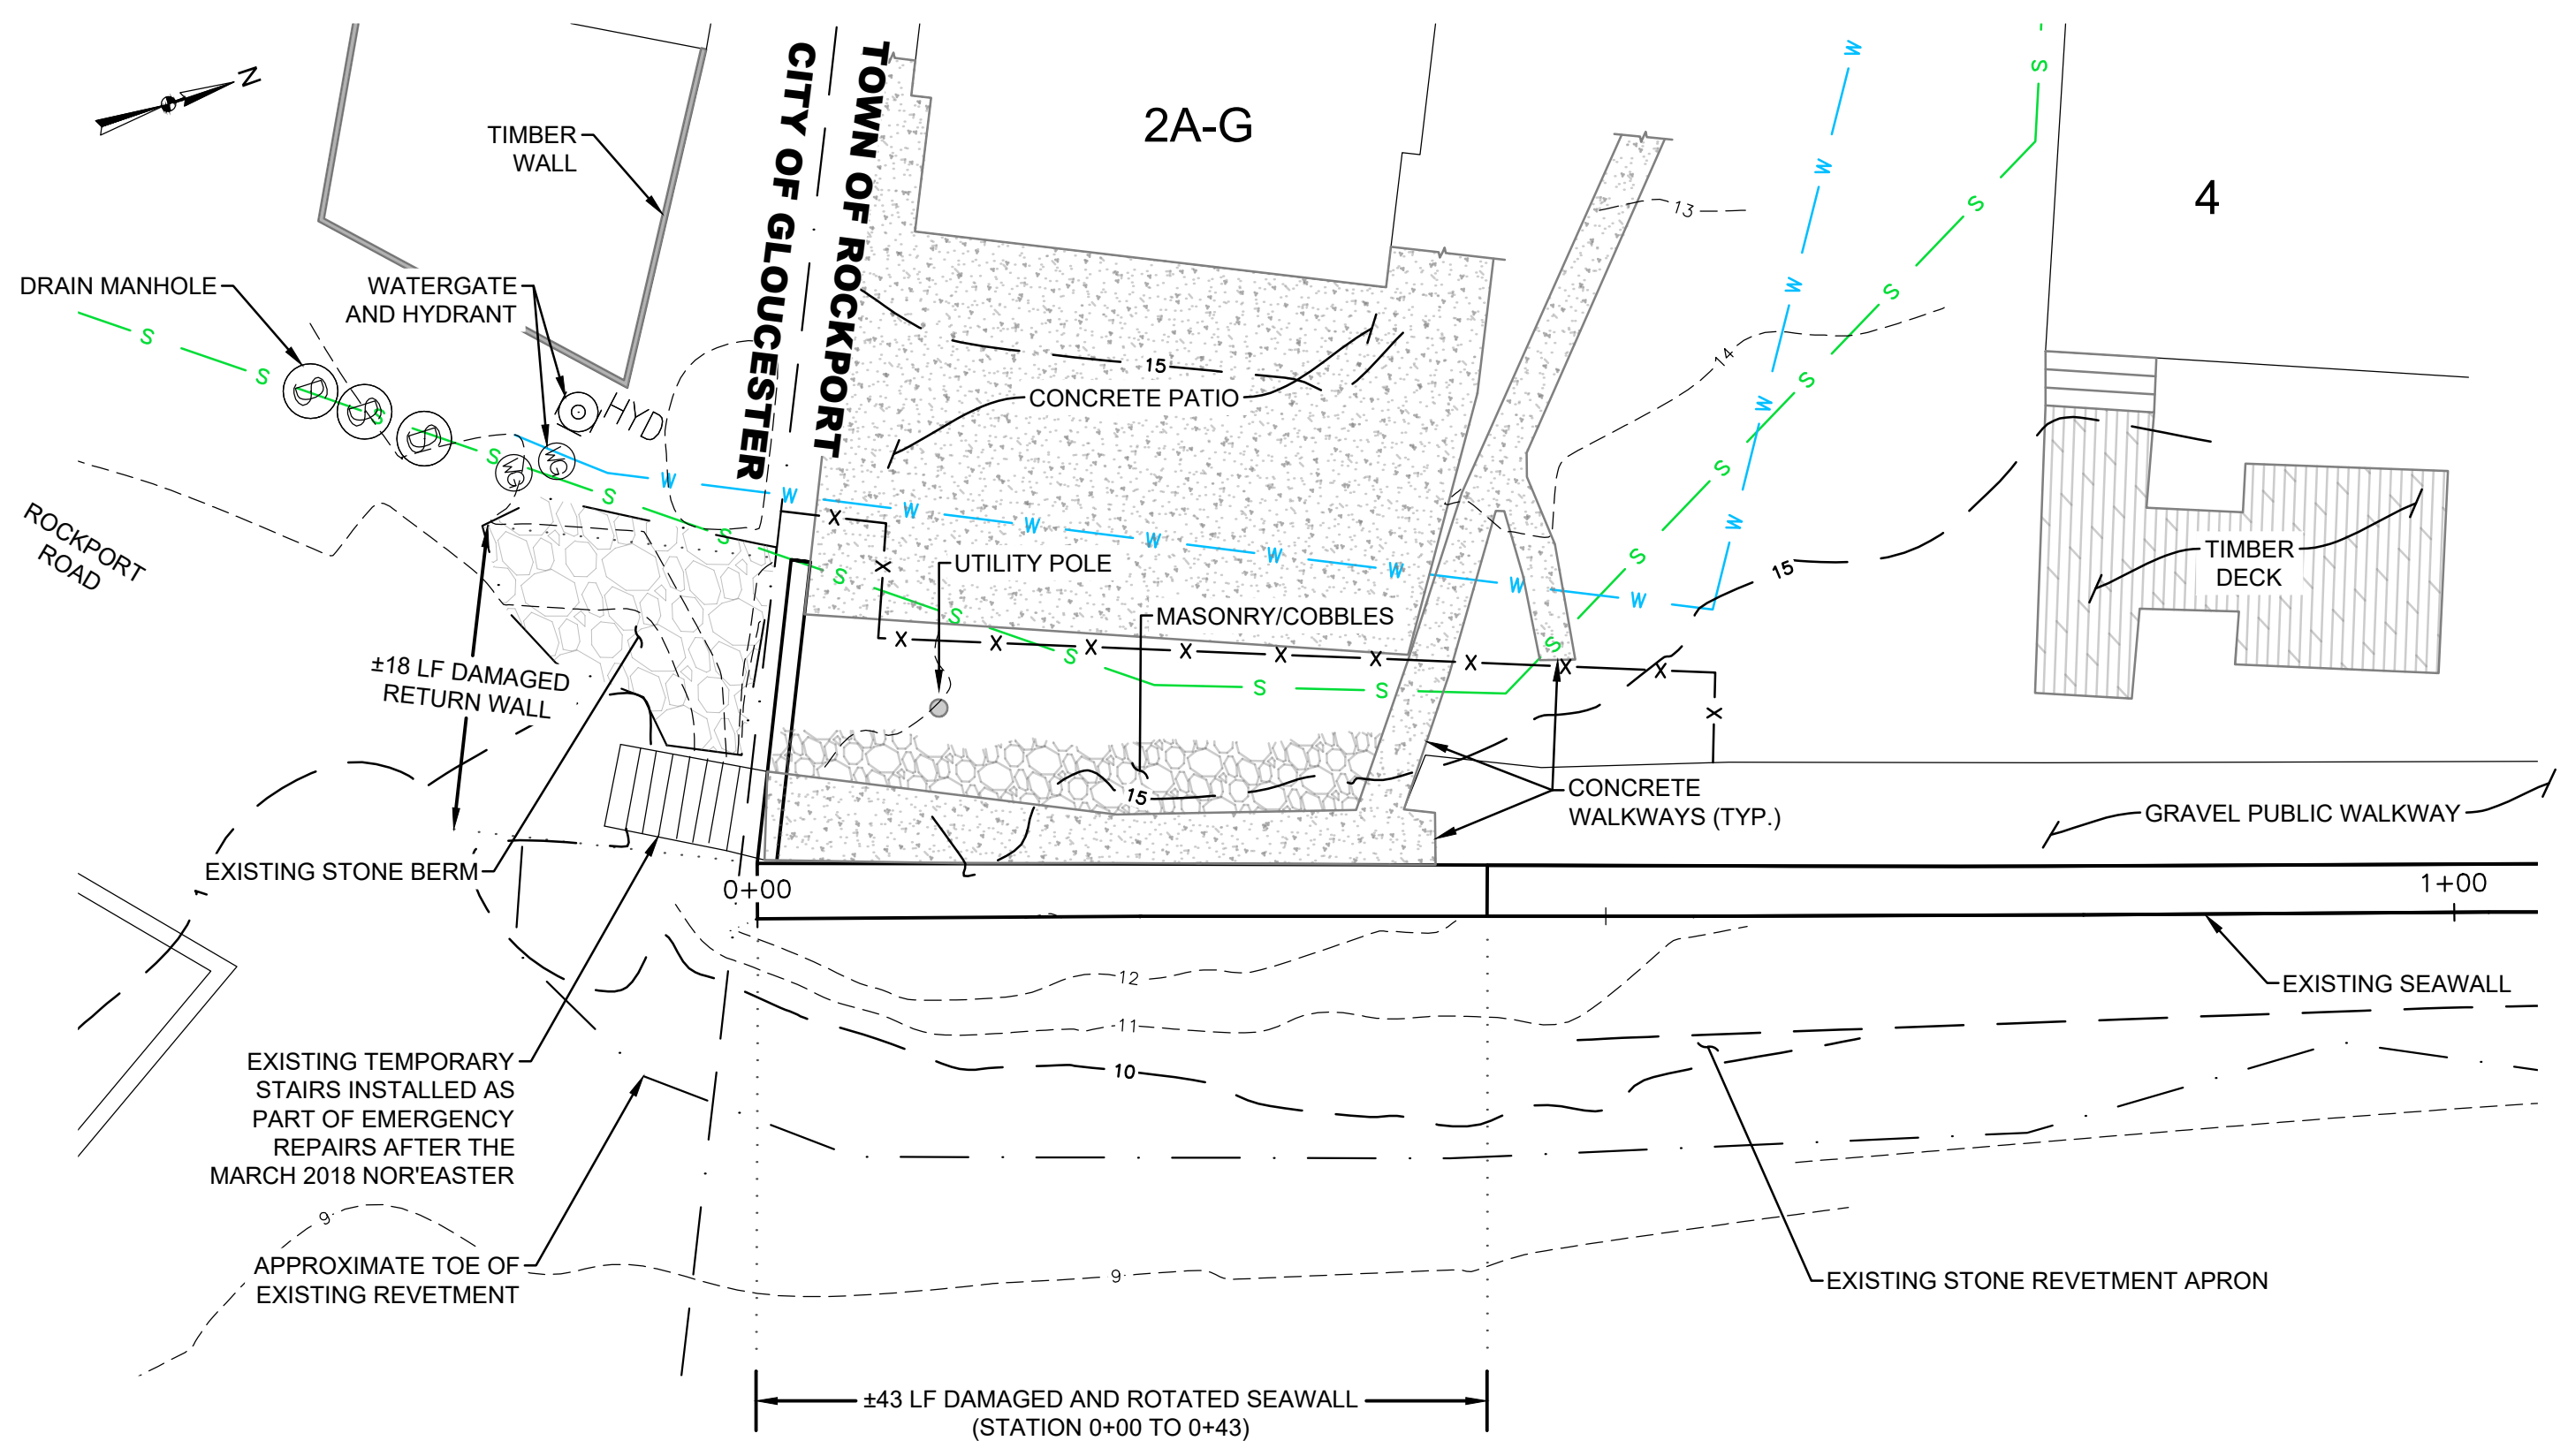 N
TIMBER
WALL
CITY OF GLOUCESTER
TOWN OF ROCKPORT
2A-G
4
W
S
13
DRAIN MANHOLE
WATERGATE
AND HYDRANT
HYD
D
D
D
WG
WG
14
15
CONCRETE PATIO
ROCKPORT
ROAD
X
UTILITY POLE
MASONRY/COBBLES
15
TIMBER
DECK
±18 LF DAMAGED
RETURN WALL
15
CONCRETE
WALKWAYS (TYP.)
GRAVEL PUBLIC WALKWAY
EXISTING STONE BERM
0+00
1+00
12
11
10
EXISTING SEAWALL
EXISTING TEMPORARY
STAIRS INSTALLED AS
PART OF EMERGENCY
REPAIRS AFTER THE
MARCH 2018 NOR'EASTER
9
APPROXIMATE TOE OF
EXISTING REVETMENT
9
EXISTING STONE REVETMENT APRON
±43 LF DAMAGED AND ROTATED SEAWALL
(STATION 0+00 TO 0+43)